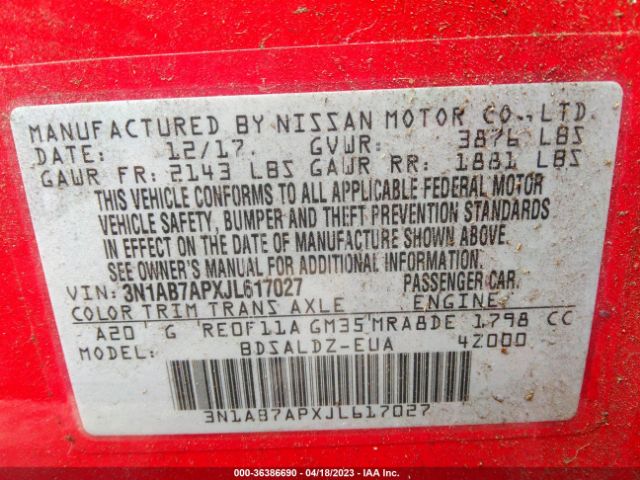 MANUFACTURED BY NISSAN MOTOR CO., LTD.
DATE: 12/17. GVWR: 3876 LBS
GAWR FR: 2143 LBS GAWR RR: 1881 LBS
THIS VEHICLE CONFORMS TO ALL APPLICABLE FEDERAL MOTOR
VEHICLE SAFETY, BUMPER AND THEFT PREVENTION STANDARDS
IN EFFECT ON THE DATE OF MANUFACTURE SHOWN ABOVE.
SEE OWNER'S MANUAL FOR ADDITIONAL INFORMATION.
VIN: 3N1AB7APXJL617027 PASSENGER CAR.
COLOR TRIM TRANS AXLE ENGINE
A20 G RE0F11A GM35 MRA8DE 1798 CC
MODEL: BDSALDZ-EUA 4Z000
3N1AB7APXJL617027
000-36386690 - 04/18/2023 - IAA Inc.